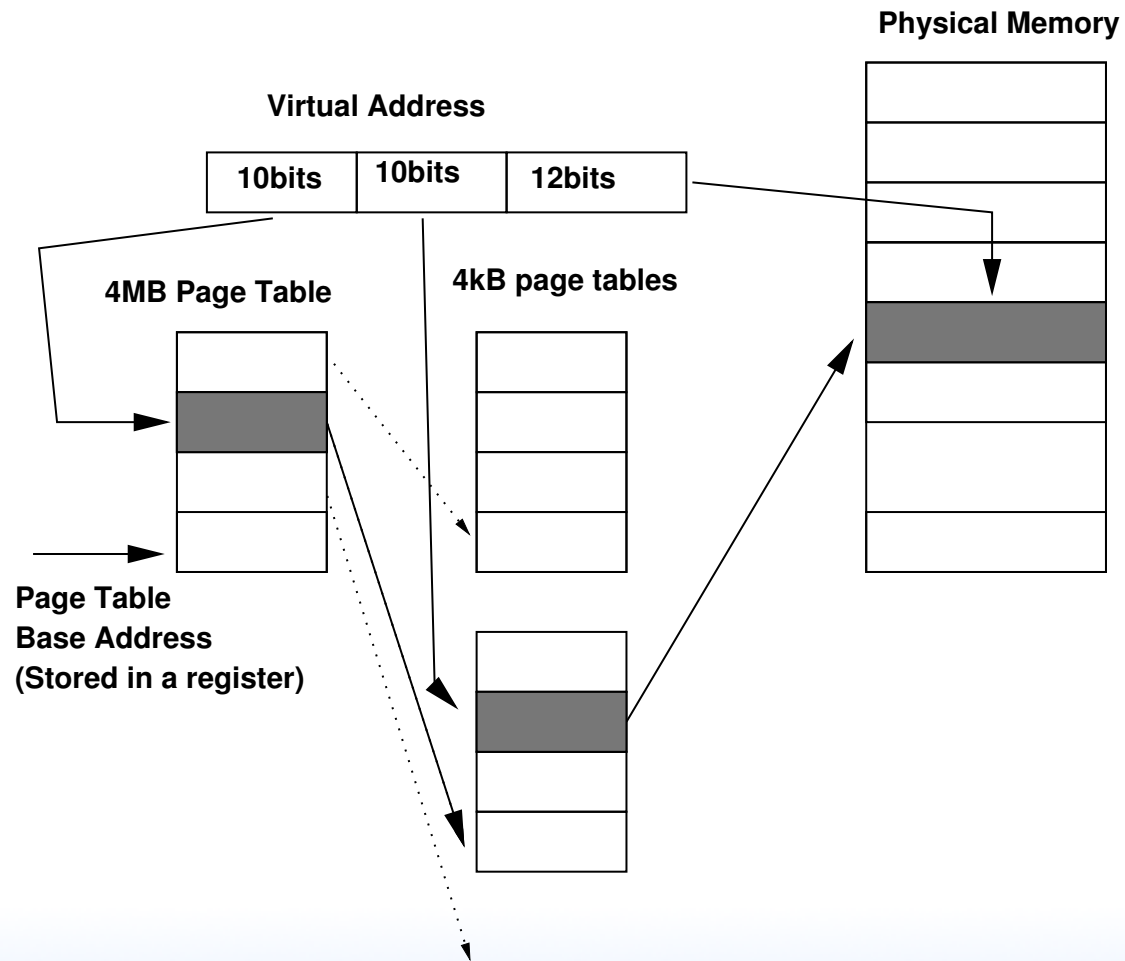 Physical Memory
Virtual Address
10bits 10bits 12bits
4MB Page Table
4kB page tables
Page Table
Base Address
(Stored in a register)